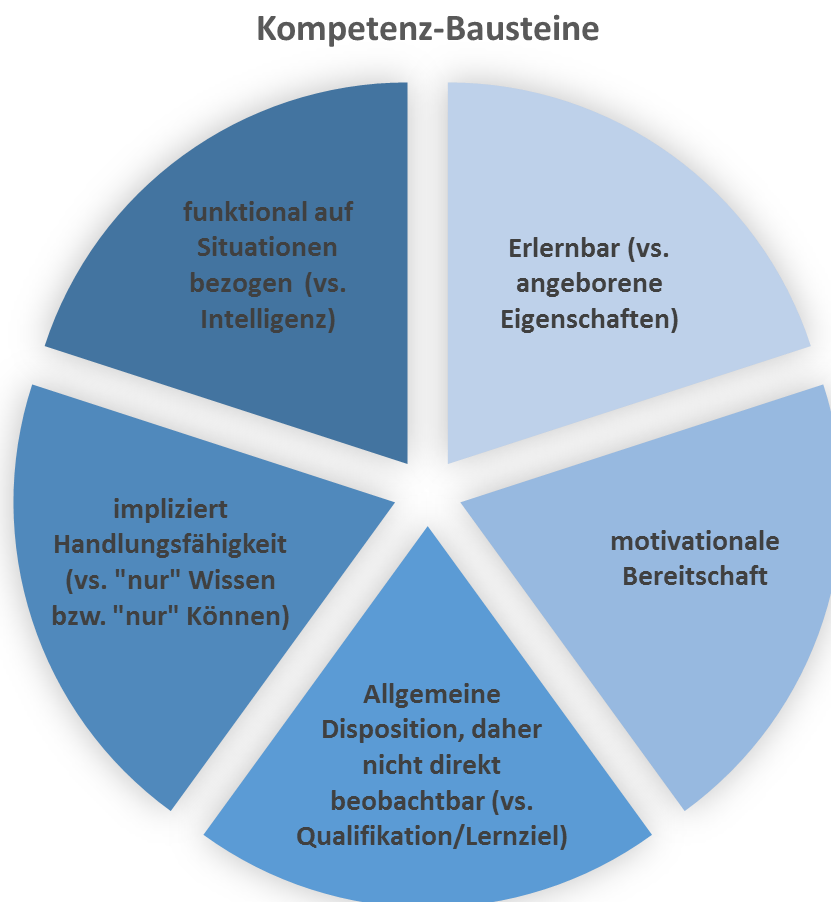 Kompetenz-Bausteine
Erlernbar (vs.
angeborene
Eigenschaften)
motivationale
Bereitschaft
Allgemeine
Disposition, daher
nicht direkt
beobachtbar (vs.
Qualifikation/Lernziel)
impliziert
Handlungsfähigkeit
(vs. "nur" Wissen
bzw. "nur" Können)
funktional auf
Situationen
bezogen (vs.
Intelligenz)